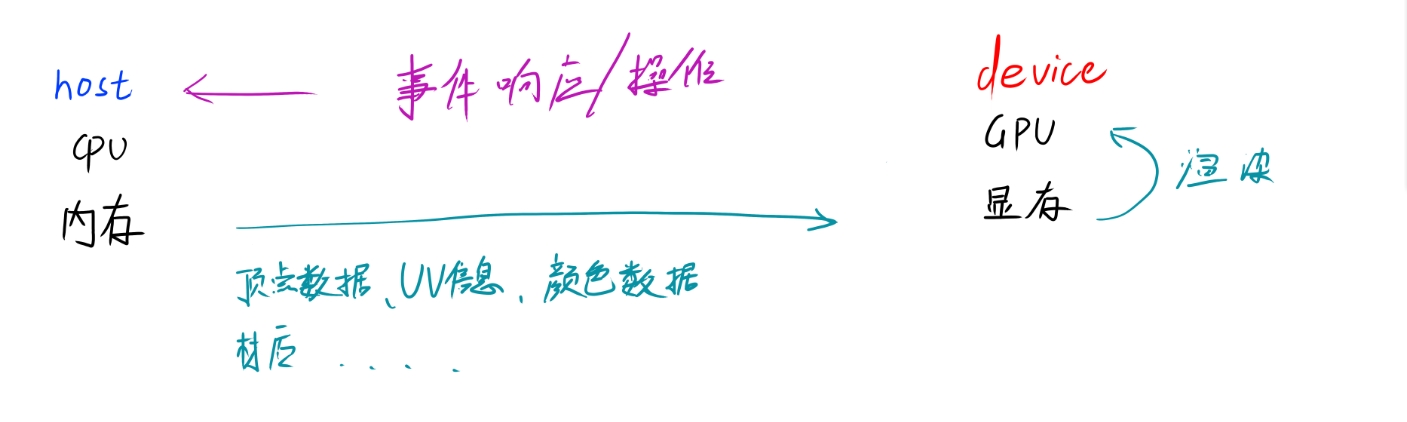 host
事件响应/操作
device
CPU
GPU
内存
显存
渲染
顶点数据、UV信息、颜色数据
材质 . . . .